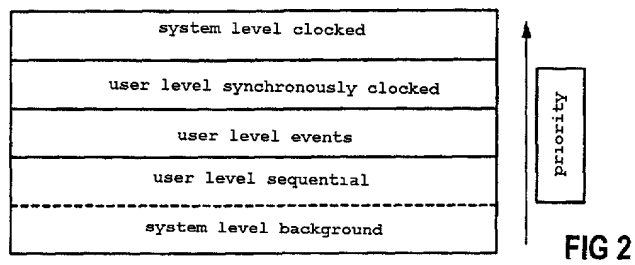 system level clocked
user level synchronously clocked
user level events
user level sequential
system level background
priority
FIG 2